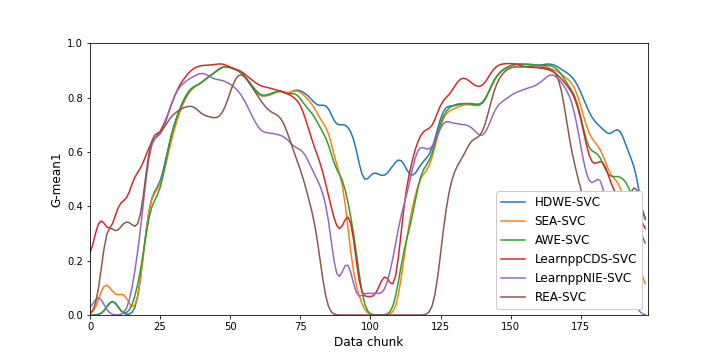 1.0
0.8
0.6
0.4
0.2
0.0
G-mean1
0 25 50 75 100 125 150 175
Data chunk
HDWE-SVC
SEA-SVC
AWE-SVC
LearnppCDS-SVC
LearnppNIE-SVC
REA-SVC